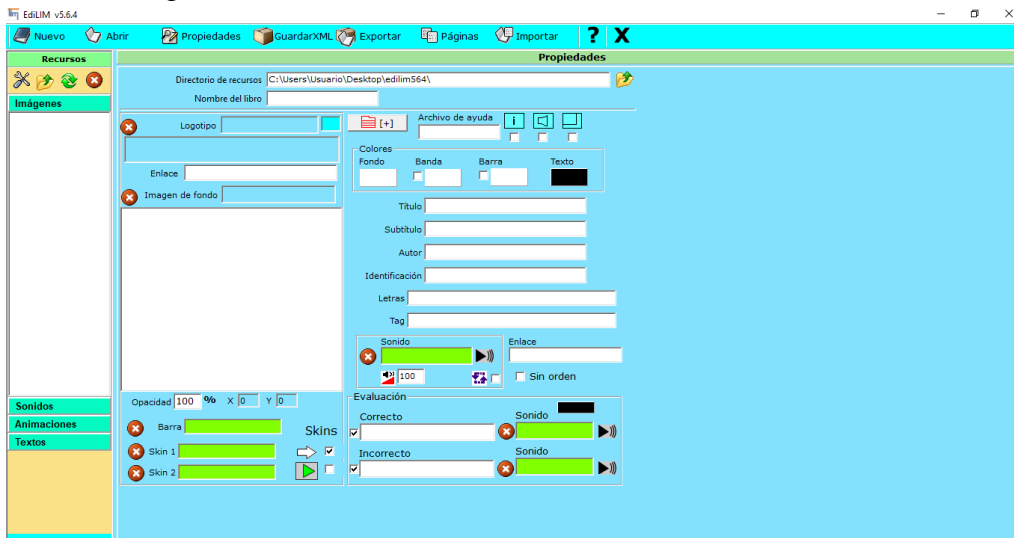 EdiLIM v5.6.4
Nuevo Abrir Propiedades GuardarXML Exportar Páginas Importar ? X
Recursos
Propiedades
Directorio de recursos C:\Users\Usuario\Desktop\edilim564\
Nombre del libro
Imágenes
Logotipo
[+]
Archivo de ayuda
i
Enlace
Imagen de fondo
Colores
Fondo Banda Barra Texto
Título
Subtítulo
Autor
Identificación
Letras
Tag
Sonido
Enlace
100
Sin orden
Opacidad 100 % X 0 Y 0
Barra
Skins
Skin 1
Skin 2
Evaluación
Correcto
Sonido
Incorrecto
Sonido
Sonidos
Animaciones
Textos